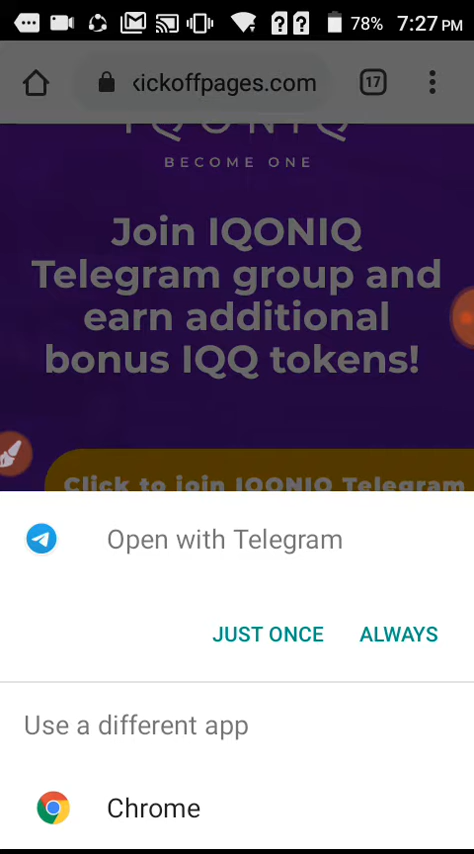 78% 7:27 PM
kickoffpages.com 17
IQONIQ
BECOME ONE
Join IQONIQ
Telegram group and
earn additional
bonus IQQ tokens!
Click to join IQONIQ Telegram
Open with Telegram
JUST ONCE ALWAYS
Use a different app
Chrome